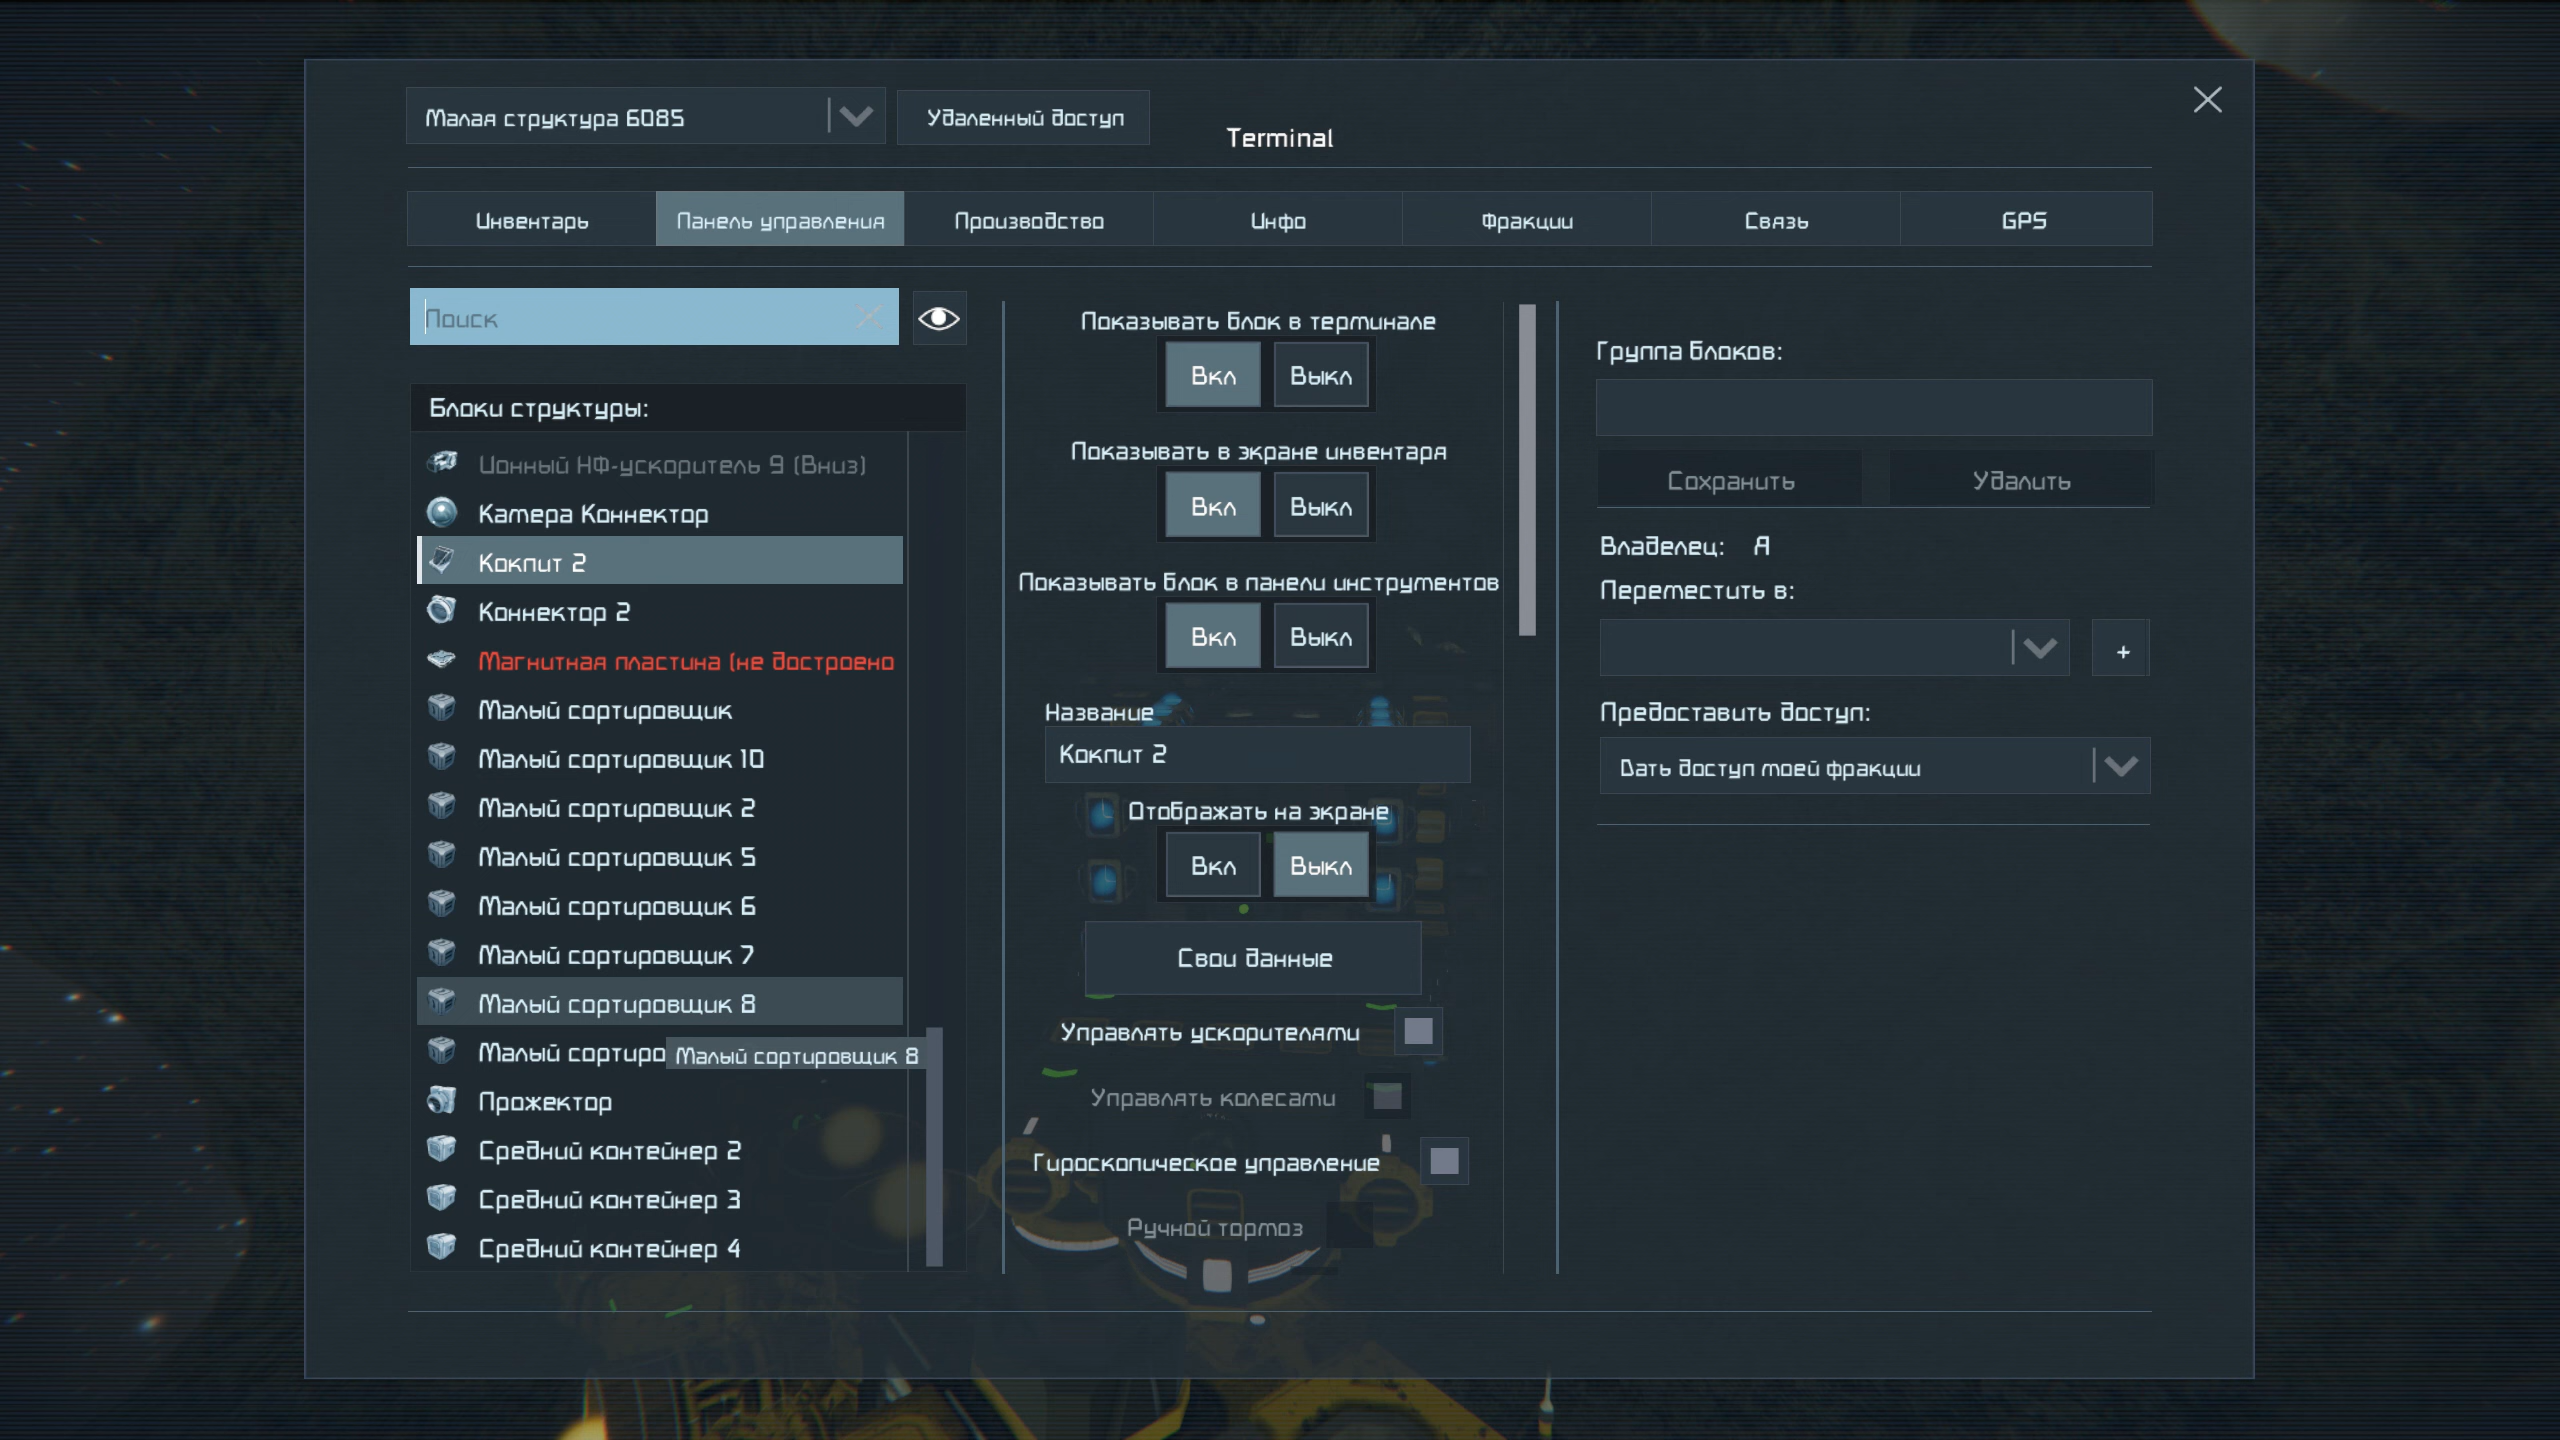 Малая структура 6085
Удаленный доступ
Terminal
Инвентарь
Панель управления
Производство
Инфо
Фракции
Связь
GPS
Поиск
Блоки структуры:
Ионный НФ-ускоритель 9 (Вниз)
Камера Коннектор
Кокпит 2
Коннектор 2
Магнитная пластина (не достроено
Малый сортировщик
Малый сортировщик 10
Малый сортировщик 2
Малый сортировщик 5
Малый сортировщик 6
Малый сортировщик 7
Малый сортировщик 8
Малый сортиро
Малый сортировщик 8
Прожектор
Средний контейнер 2
Средний контейнер 3
Средний контейнер 4
Показывать блок в терминале
Вкл Выкл
Показывать в экране инвентаря
Вкл Выкл
Показывать блок в панели инструментов
Вкл Выкл
Название
Кокпит 2
Отображать на экране
Вкл Выкл
Свои данные
Управлять ускорителями
Управлять колесами
Гироскопическое управление
Ручной тормоз
Группа блоков:
Сохранить
Удалить
Владелец: A
Переместить в:
+
Предоставить доступ:
Дать доступ моей фракции